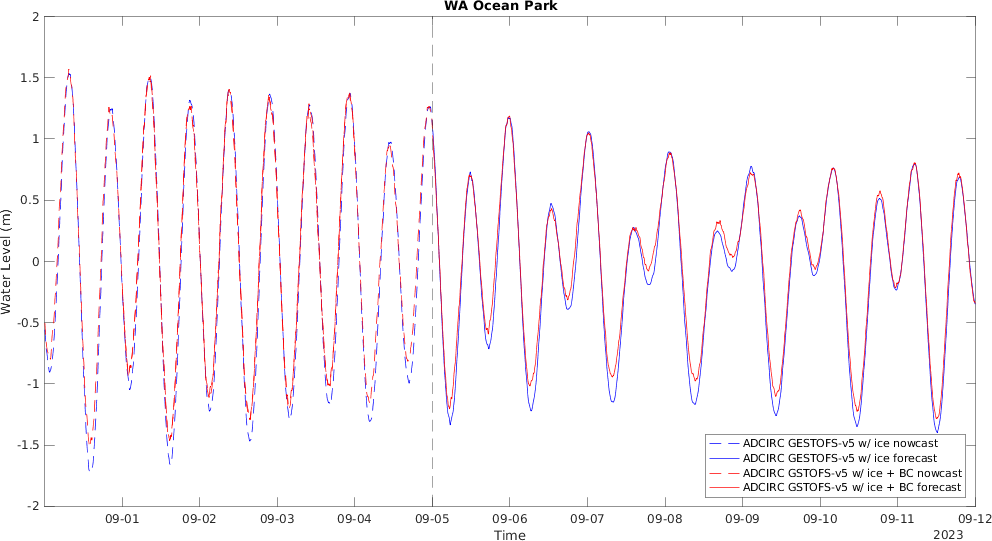 WA Ocean Park
2
1.5
1
0.5
0
-0.5
-1
-1.5
-2
Water Level (m)
ADCIRC GESTOFS-v5 w/ ice nowcast
ADCIRC GESTOFS-v5 w/ ice forecast
ADCIRC GSTOFS-v5 w/ ice + BC nowcast
ADCIRC GSTOFS-v5 w/ ice + BC forecast
09-01 09-02 09-03 09-04 09-05 09-06 09-07 09-08 09-09 09-10 09-11 09-12
Time
2023